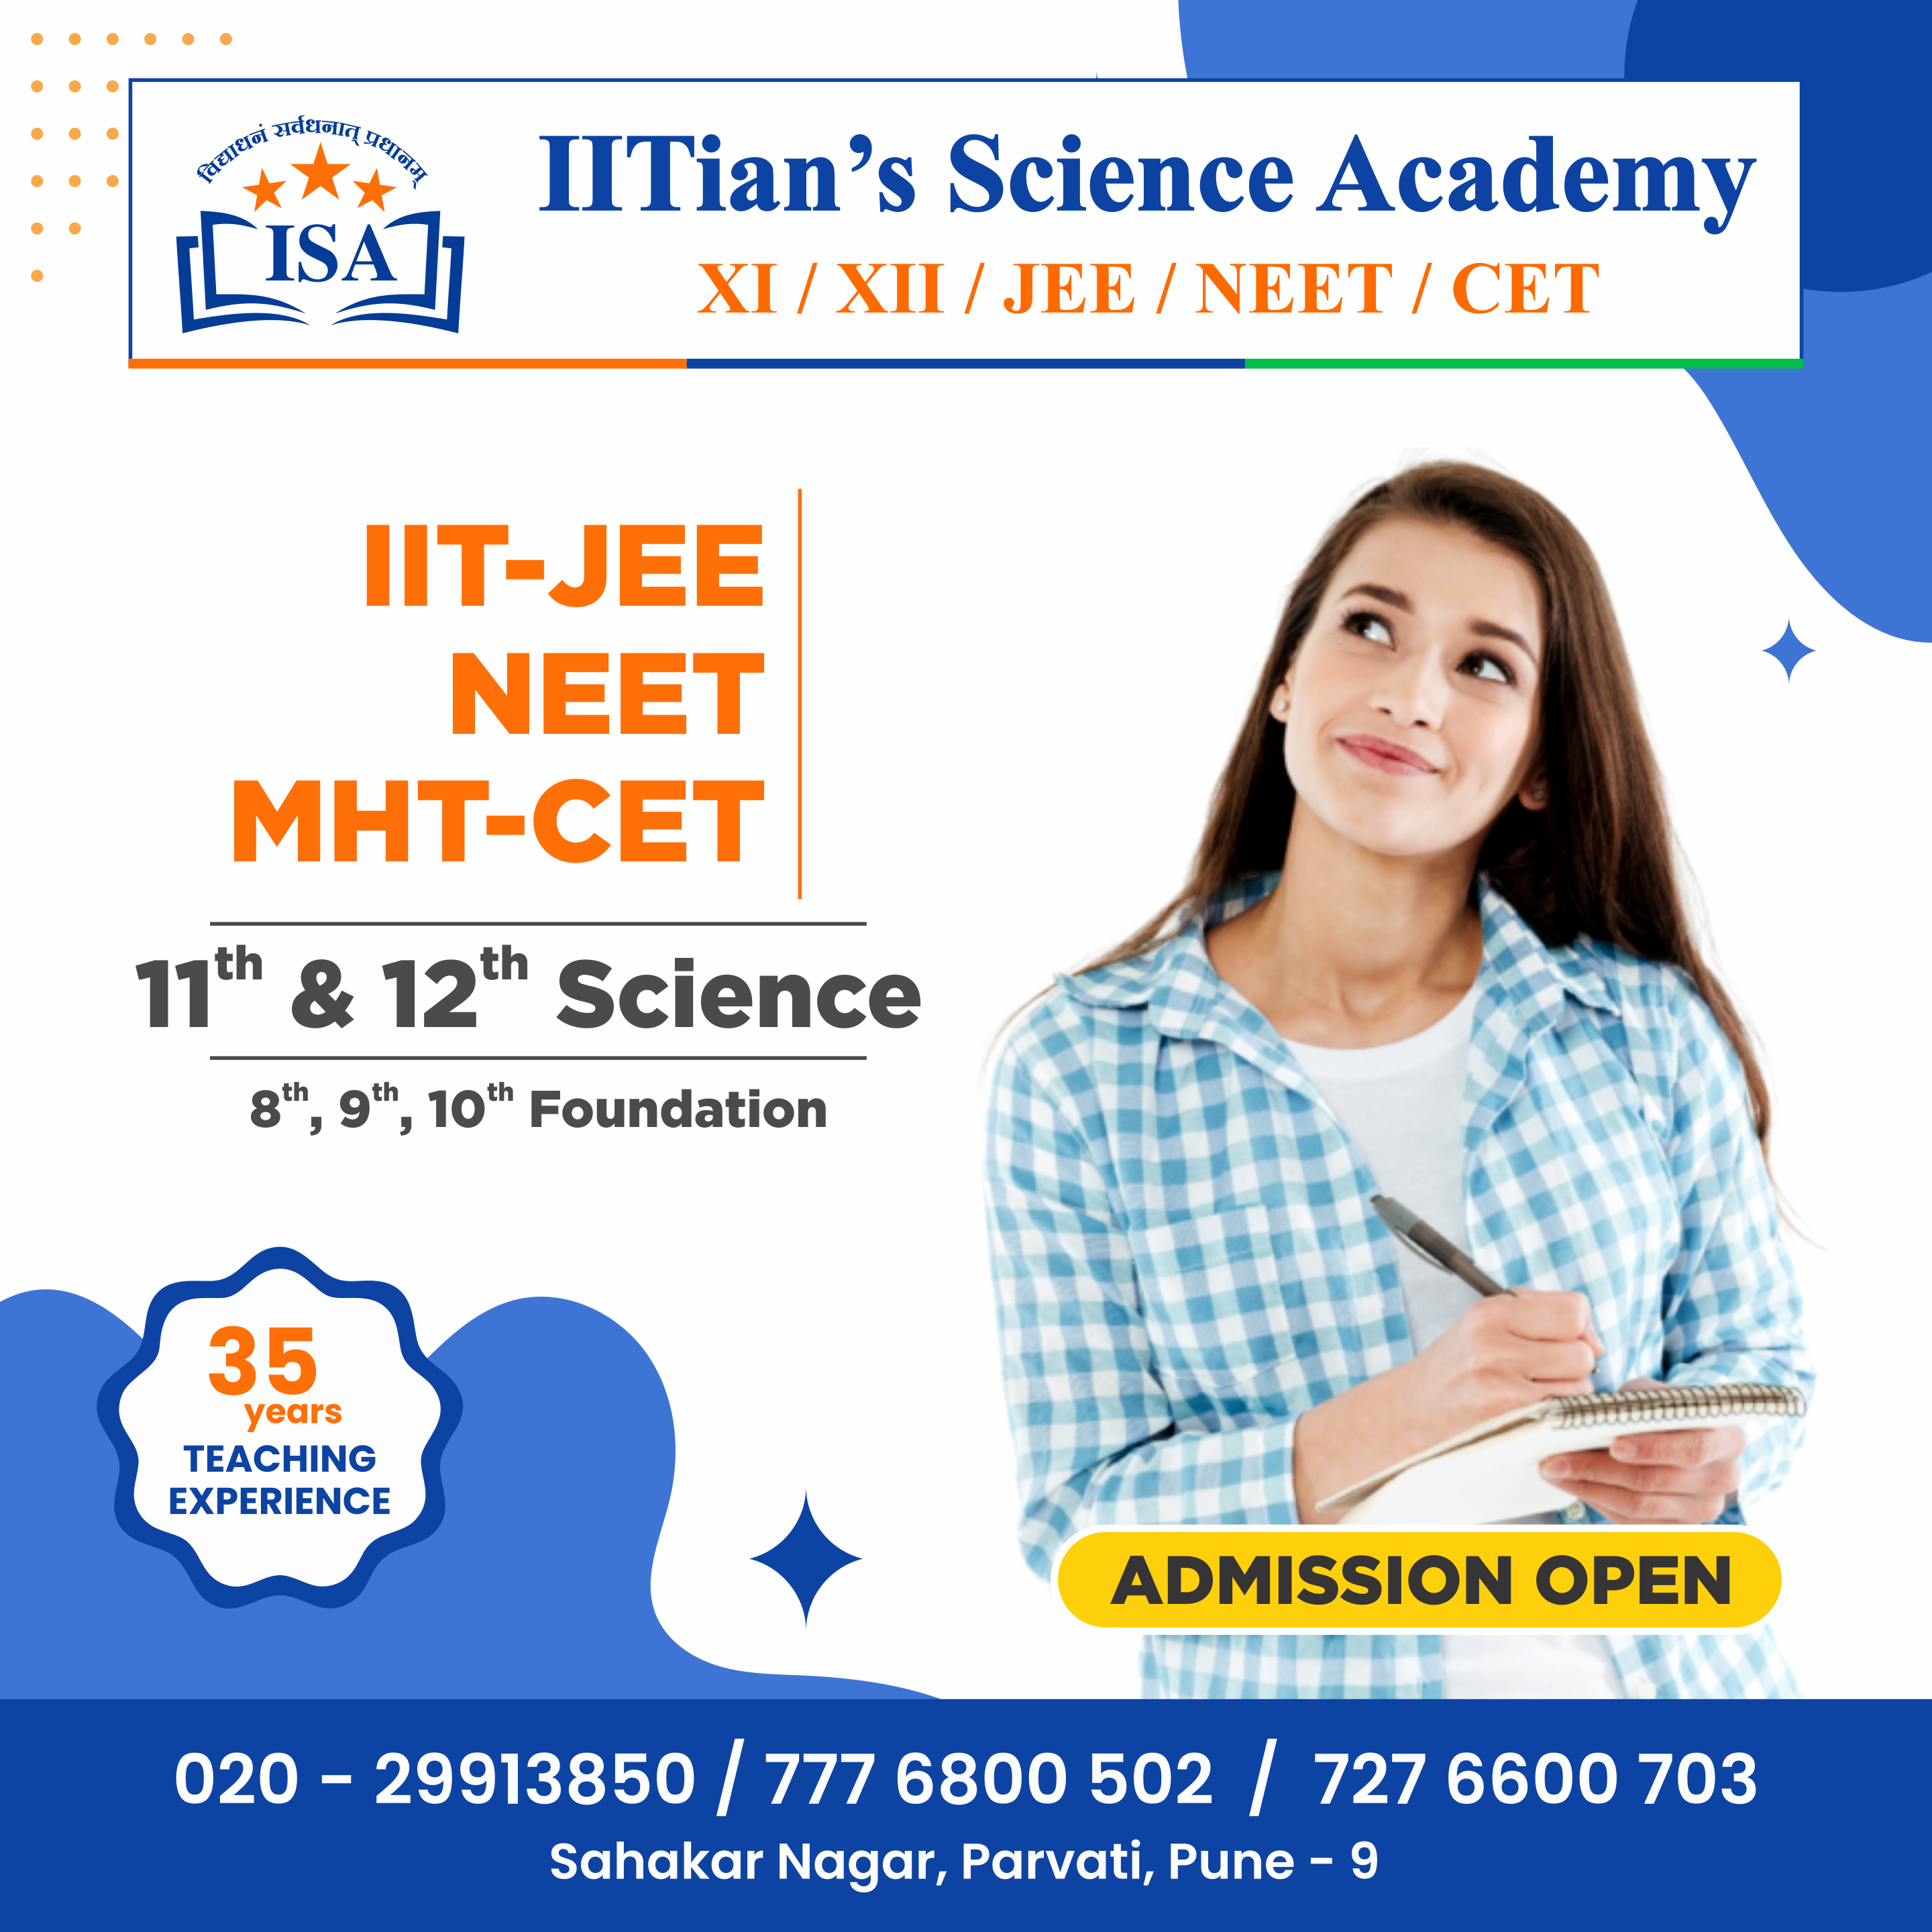 विद्याधनं सर्वधनात् प्रधानम्
ISA
IITian’s Science Academy
XI / XII / JEE / NEET / CET
IIT-JEE
NEET
MHT-CET
11th & 12th Science
8th, 9th, 10th Foundation
35
years
TEACHING
EXPERIENCE
ADMISSION OPEN
020 - 29913850 / 777 6800 502 / 727 6600 703
Sahakar Nagar, Parvati, Pune - 9